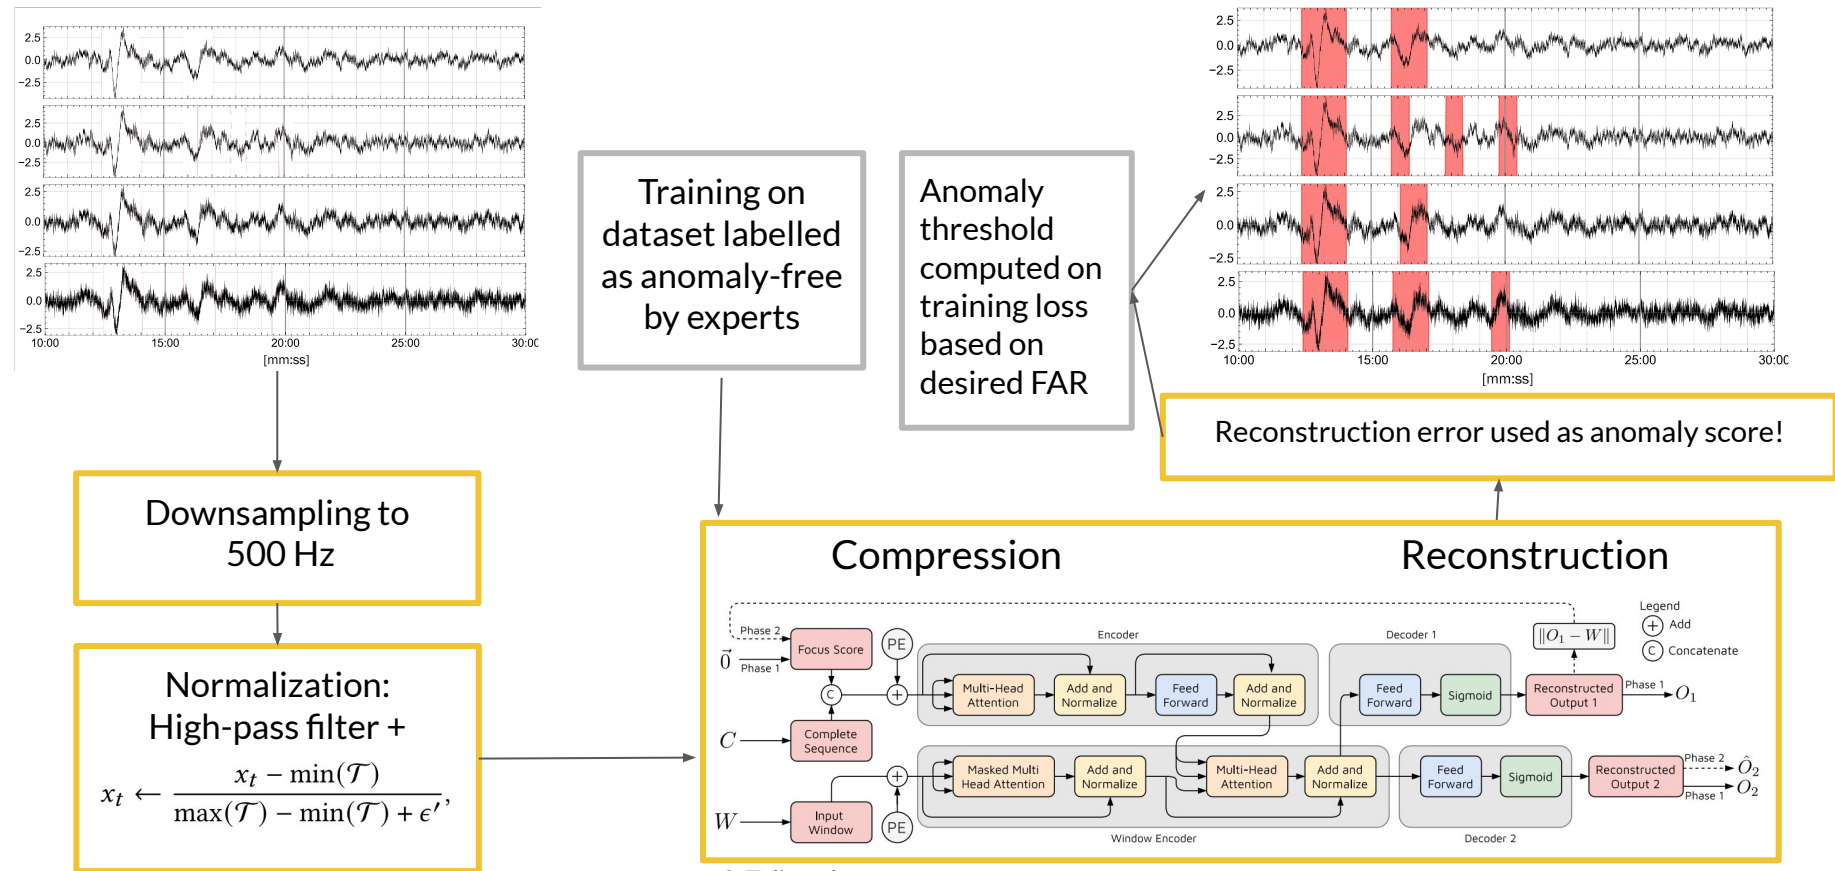 2.5
0.0
−2.5
2.5
0.0
−2.5
2.5
0.0
−2.5
2.5
0.0
−2.5
10:00 15:00 20:00 25:00 30:00
[mm:ss]
Downsampling to
500 Hz
Normalization:
High-pass filter +
x_t ← (x_t − min(𝒯)) / (max(𝒯) − min(𝒯) + ϵ′),
Training on
dataset labelled
as anomaly-free
by experts
Anomaly
threshold
computed on
training loss
based on
desired FAR
2.5
0.0
−2.5
2.5
0.0
−2.5
2.5
0.0
−2.5
2.5
0.0
−2.5
10:00 15:00 20:00 25:00 30:00
[mm:ss]
Reconstruction error used as anomaly score!
Compression
Reconstruction
Legend
+ Add
C Concatenate
Phase 2
0⃗
Phase 1
Focus Score
PE
C
+
C
Complete
Sequence
Encoder
Multi-Head
Attention
Add and
Normalize
Feed
Forward
Add and
Normalize
Decoder 1
Feed
Forward
Sigmoid
‖O₁ − W‖
Reconstructed
Output 1
Phase 1
O₁
W
Input
Window
+
PE
Masked Multi
Head Attention
Add and
Normalize
Multi-Head
Attention
Add and
Normalize
Window Encoder
Feed
Forward
Sigmoid
Decoder 2
Reconstructed
Output 2
Phase 2
Ô₂
Phase 1
O₂